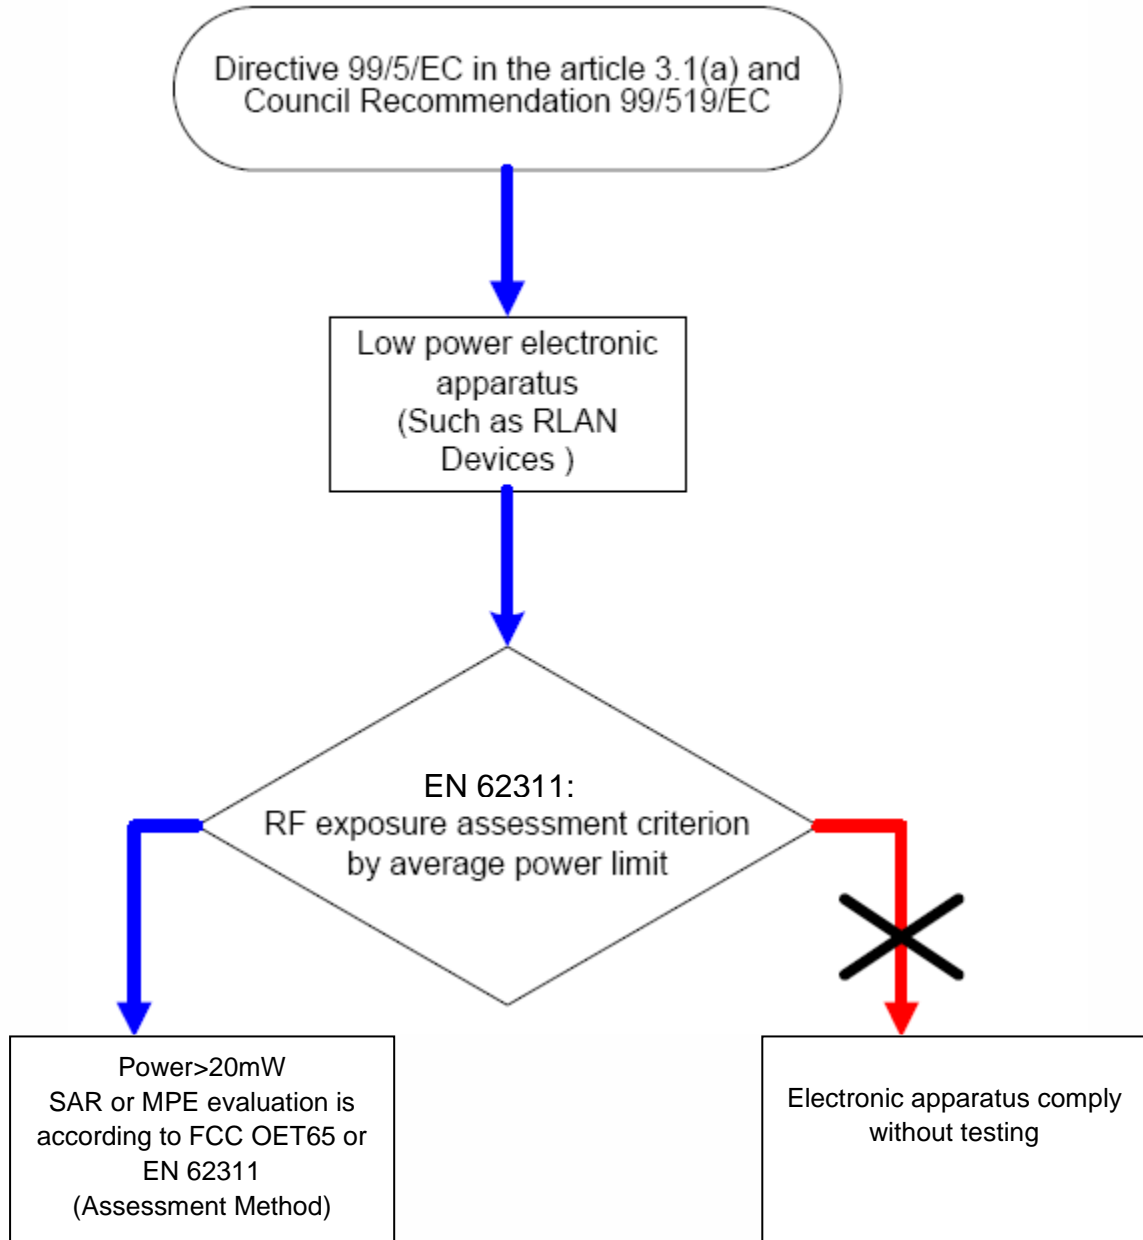 Directive 99/5/EC in the article 3.1(a) and
Council Recommendation 99/519/EC
Low power electronic
apparatus
(Such as RLAN
Devices )
EN 62311:
RF exposure assessment criterion
by average power limit
Power>20mW
SAR or MPE evaluation is
according to FCC OET65 or
EN 62311
(Assessment Method)
Electronic apparatus comply
without testing